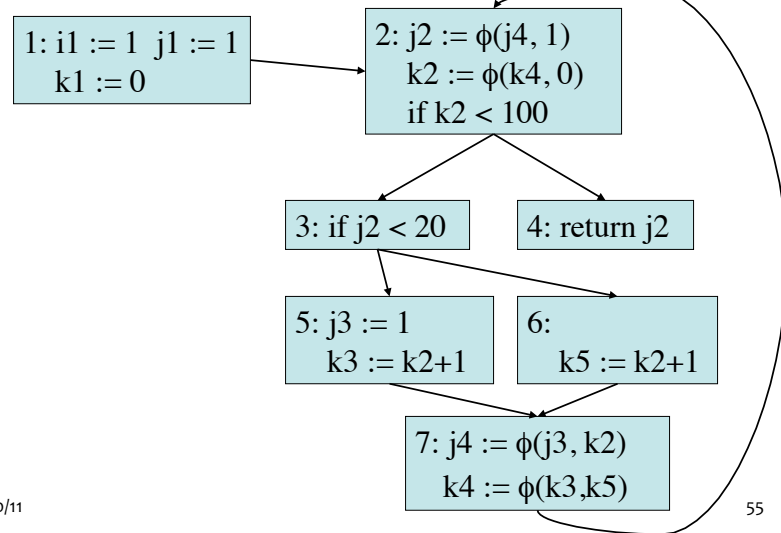 1: i1 := 1 j1 := 1
k1 := 0
2: j2 := ϕ(j4, 1)
k2 := ϕ(k4, 0)
if k2 < 100
3: if j2 < 20
4: return j2
5: j3 := 1
k3 := k2+1
6:
k5 := k2+1
7: j4 := ϕ(j3, k2)
k4 := ϕ(k3,k5)
/11
55